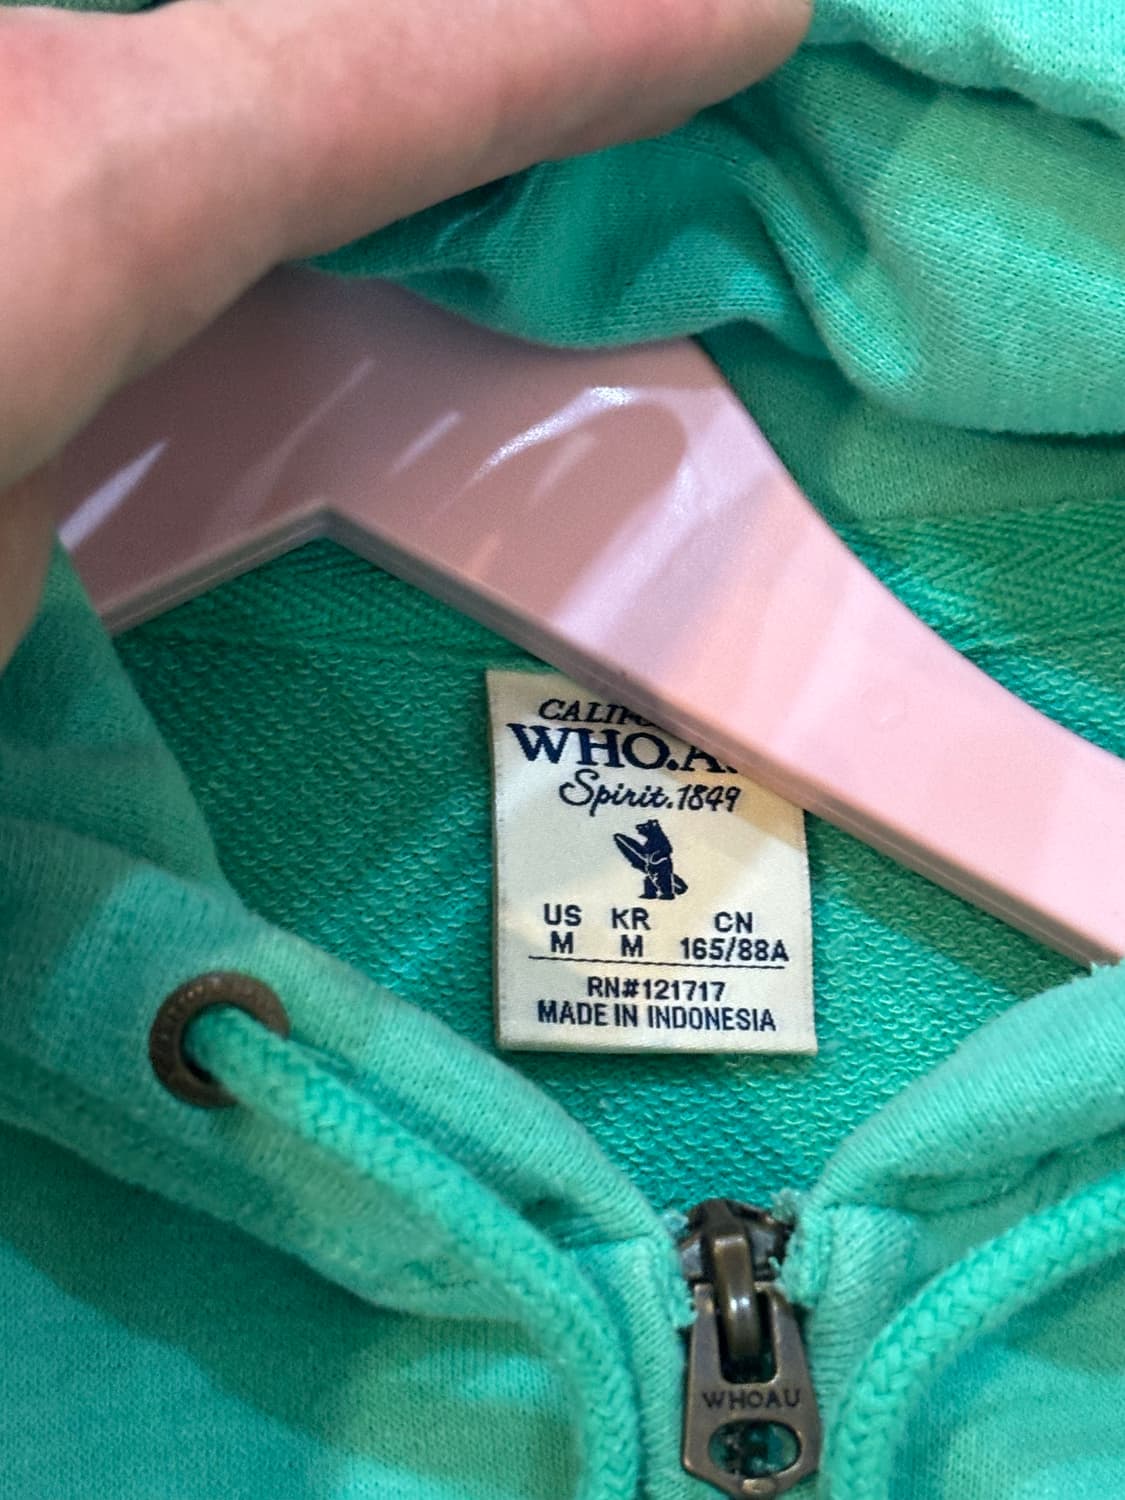 WHO.A.
Spirit.1849
US KR CN
M M 165/88A
RN#121717
MADE IN INDONESIA
WHOAU